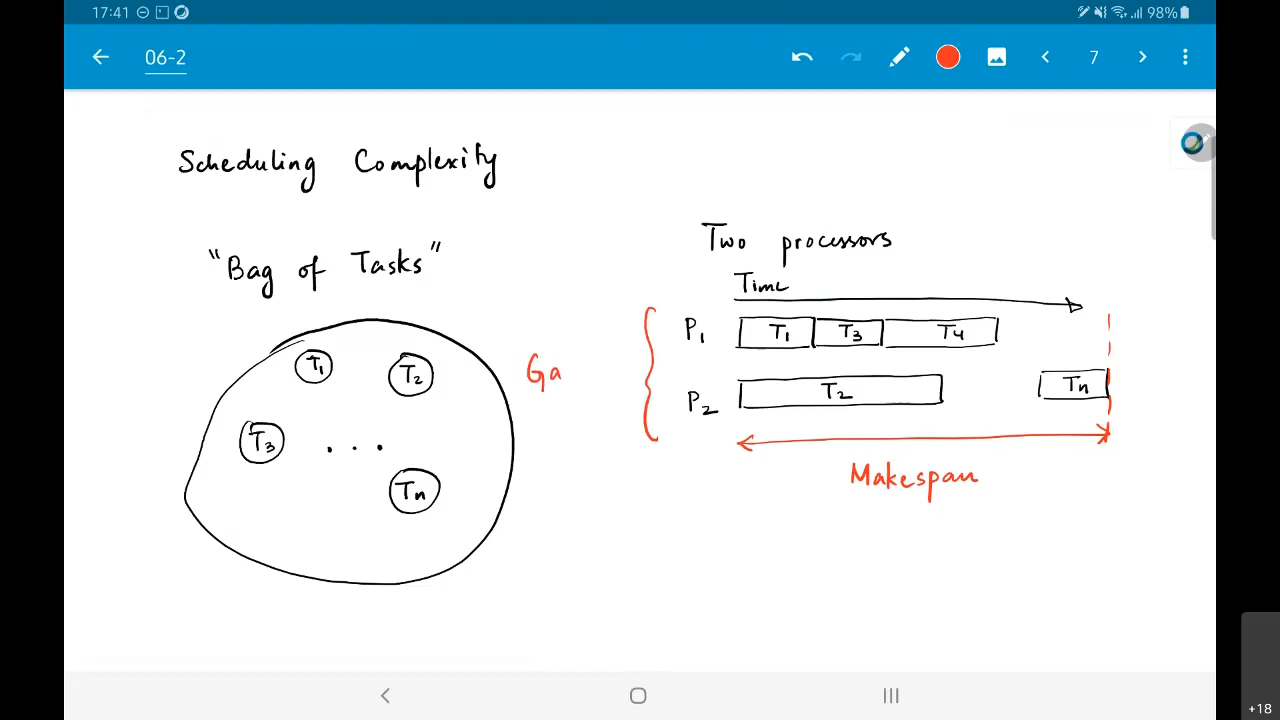 17:41
98%
06-2
7
Scheduling Complexity
"Bag of Tasks"
T1
T2
T3
. . .
Tn
Ga
Two processors
Time
P1
T1
T3
T4
P2
T2
Tn
Makespan
+18